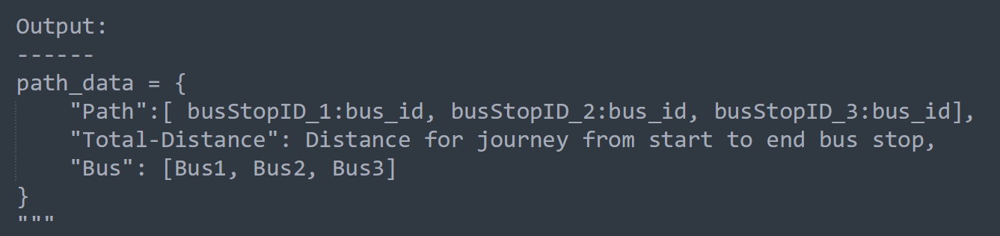 Output:
------
path_data = {
    "Path":[ busStopID_1:bus_id, busStopID_2:bus_id, busStopID_3:bus_id],
    "Total-Distance": Distance for journey from start to end bus stop,
    "Bus": [Bus1, Bus2, Bus3]
}
"""